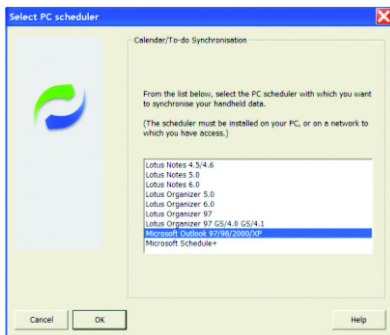 Select PC scheduler
Calendar/To-do Synchronisation
From the list below, select the PC scheduler with which you want
to synchronise your handheld data.
(The scheduler must be installed on your PC, or on a network to
which you have access.)
Lotus Notes 4.5/4.6
Lotus Notes 5.0
Lotus Notes 6.0
Lotus Organizer 5.0
Lotus Organizer 6.0
Lotus Organizer 97
Lotus Organizer 97 GS/4.0 GS/4.1
Microsoft Outlook 97/98/2000/XP
Microsoft Schedule+
Cancel OK Help